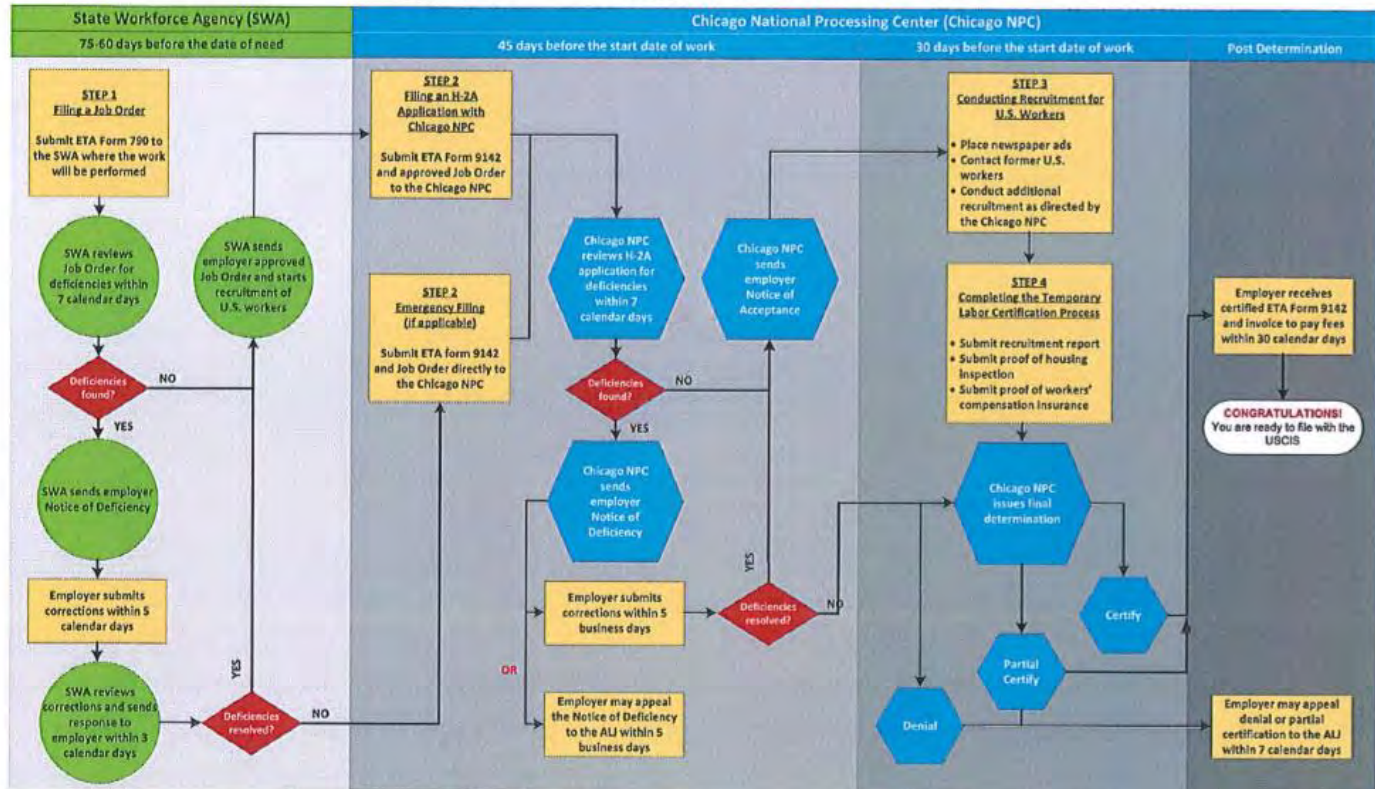 State Workforce Agency (SWA)
Chicago National Processing Center (Chicago NPC)
75-60 days before the date of need
45 days before the start date of work
30 days before the start date of work
Post Determination
STEP 1
Filing a Job Order
Submit ETA Form 790 to
the SWA where the work
will be performed
SWA reviews
Job Order for
deficiencies within
7 calendar days
Deficiencies
found?
NO
YES
SWA sends employer
Notice of Deficiency
Employer submits
corrections within 5
calendar days
SWA reviews
corrections and sends
response to
employer within 3
calendar days
SWA sends
employer approved
Job Order and starts
recruitment of
U.S. workers
YES
Deficiencies
resolved?
NO
STEP 2
Filing an H-2A
Application with
Chicago NPC
Submit ETA Form 9142
and approved Job Order
to the Chicago NPC
STEP 2
Emergency Filing
(if applicable)
Submit ETA form 9142
and Job Order directly to
the Chicago NPC
Chicago NPC
reviews H-2A
application for
deficiencies
within 7
calendar days
Deficiencies
found?
NO
YES
Chicago NPC
sends
employer
Notice of
Deficiency
Employer submits
corrections within 5
business days
OR
Employer may appeal
the Notice of Deficiency
to the ALJ within 5
business days
Chicago NPC
sends
employer
Notice of
Acceptance
YES
Deficiencies
resolved?
NO
STEP 3
Conducting Recruitment for
U.S. Workers
• Place newspaper ads
• Contact former U.S.
workers
• Conduct additional
recruitment as directed by
the Chicago NPC
STEP 4
Completing the Temporary
Labor Certification Process
• Submit recruitment report
• Submit proof of housing
inspection
• Submit proof of workers'
compensation insurance
Chicago NPC
issues final
determination
Certify
Partial
Certify
Denial
Employer receives
certified ETA Form 9142
and invoice to pay fees
within 30 calendar days
CONGRATULATIONS!
You are ready to file with the
USCIS
Employer may appeal
denial or partial
certification to the ALJ
within 7 calendar days